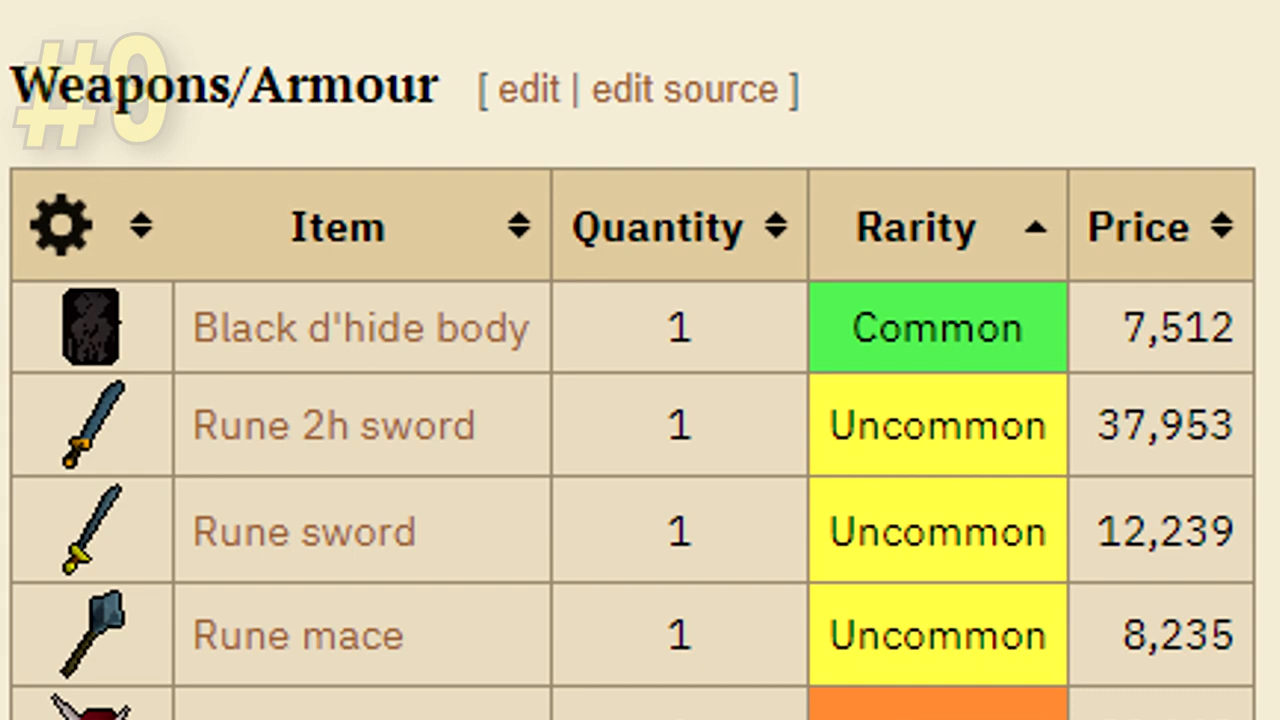 #9
Weapons/Armour [ edit | edit source ]
Item Quantity Rarity Price
Black d'hide body 1 Common 7,512
Rune 2h sword 1 Uncommon 37,953
Rune sword 1 Uncommon 12,239
Rune mace 1 Uncommon 8,235